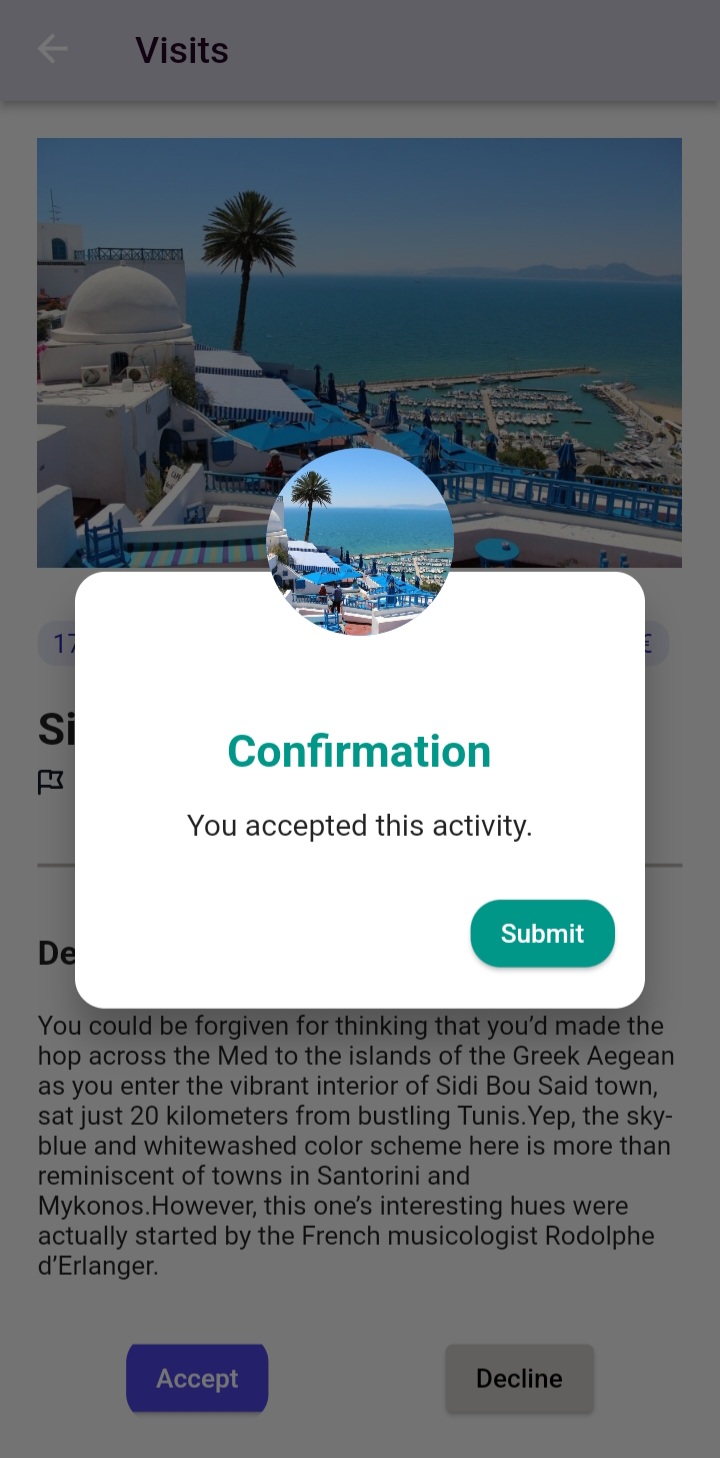 Visits
17
€
Si
Confirmation
You accepted this activity.
Submit
De
You could be forgiven for thinking that you’d made the
hop across the Med to the islands of the Greek Aegean
as you enter the vibrant interior of Sidi Bou Said town,
sat just 20 kilometers from bustling Tunis.Yep, the sky-
blue and whitewashed color scheme here is more than
reminiscent of towns in Santorini and
Mykonos.However, this one’s interesting hues were
actually started by the French musicologist Rodolphe
d’Erlanger.
Accept
Decline